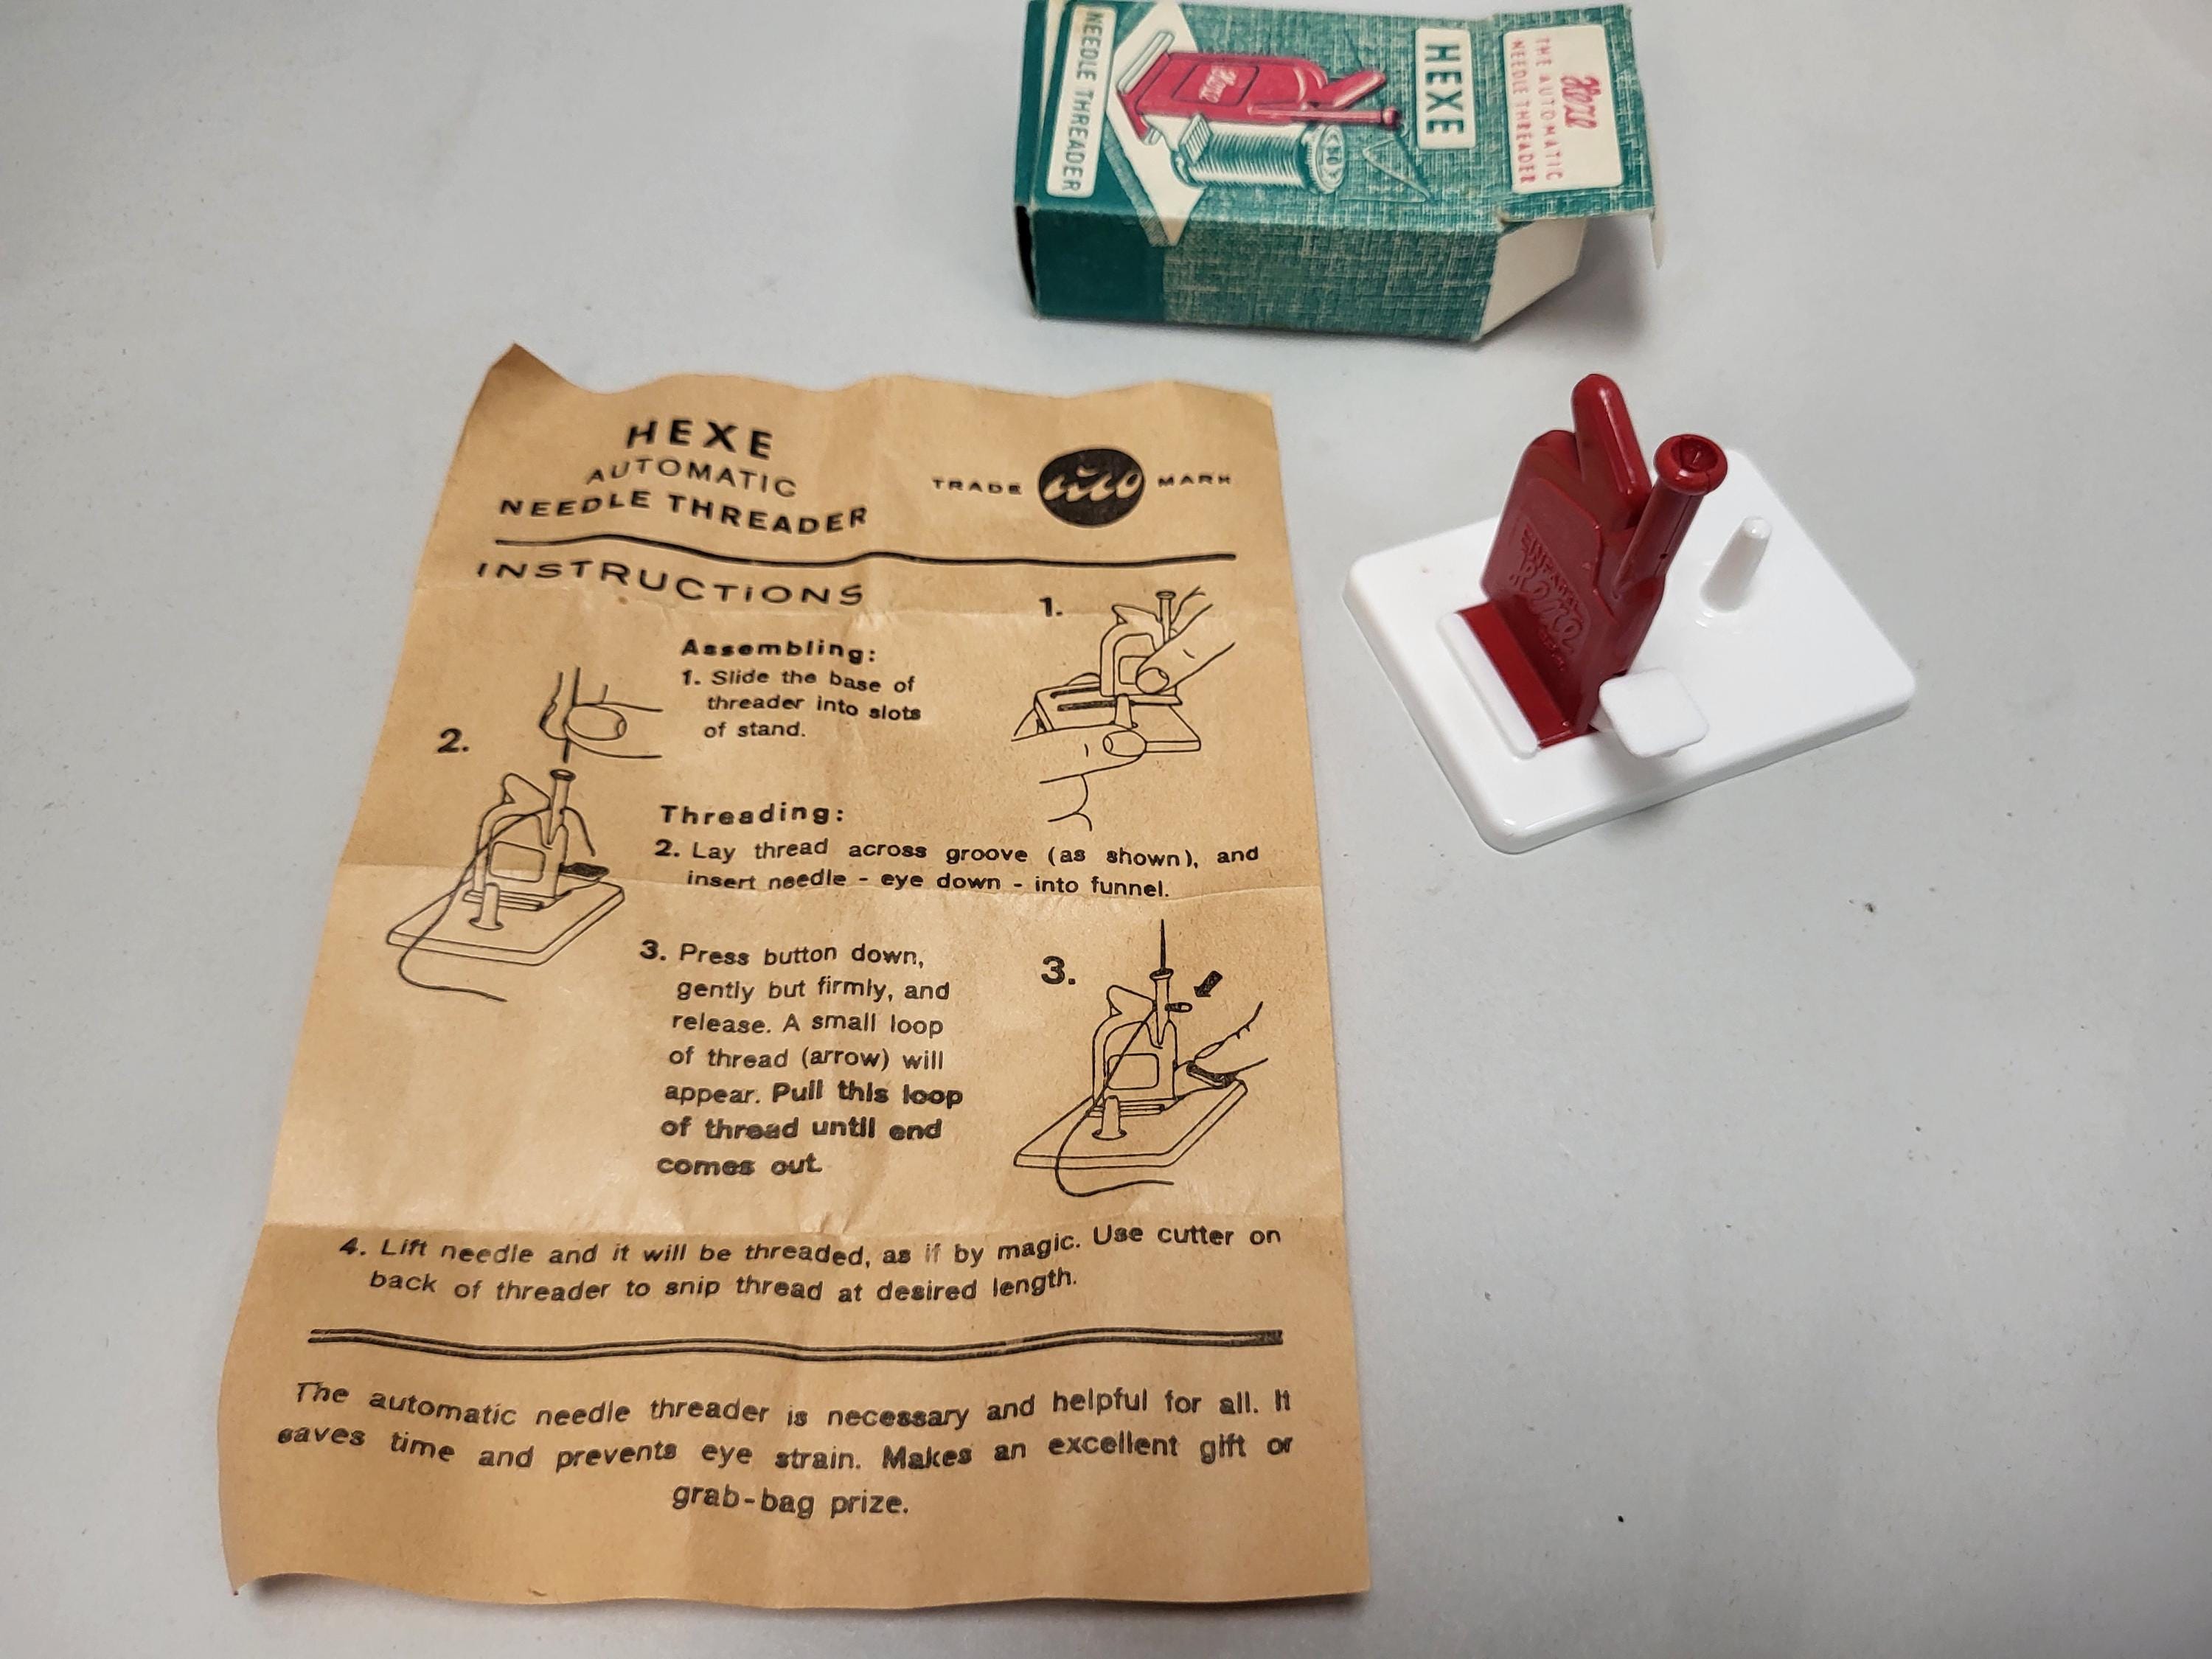 NEEDLE THREADER
Hexe
50
HEXE
Hexe
THE AUTOMATIC
NEEDLE THREADER
HEXE
AUTOMATIC
NEEDLE THREADER
TRADE
MARK
INSTRUCTIONS
1.
Assembling:
1. Slide the base of
threader into slots
of stand.
2.
Threading:
2. Lay thread across groove (as shown), and
insert needle - eye down - into funnel.
3. Press button down,
gently but firmly, and
release. A small loop
of thread (arrow) will
appear. Pull this loop
of thread until end
comes out.
3.
4. Lift needle and it will be threaded, as if by magic. Use cutter on
back of threader to snip thread at desired length.
The automatic needle threader is necessary and helpful for all. It
saves time and prevents eye strain. Makes an excellent gift or
grab-bag prize.
Hexe